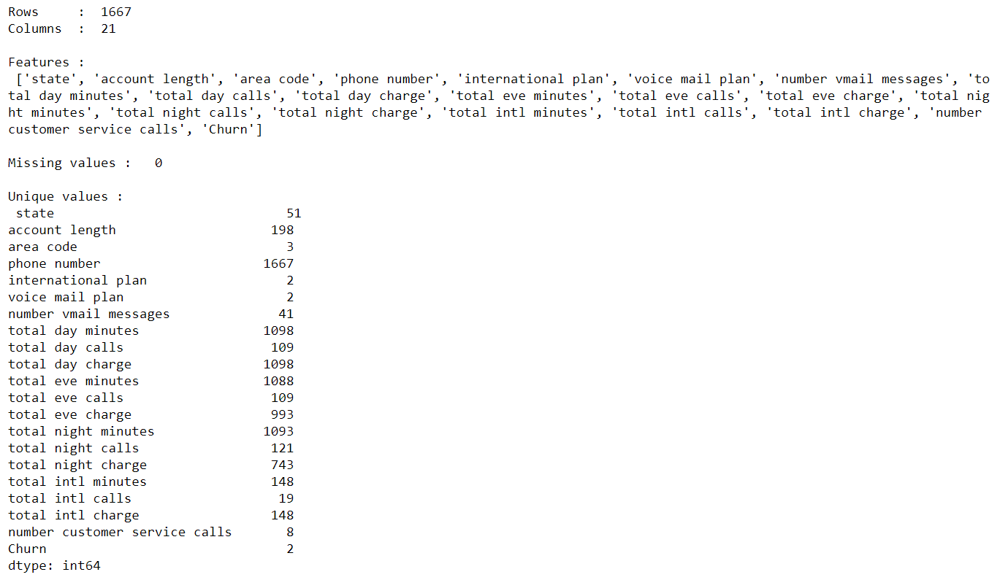 Rows     :  1667
Columns  :  21
Features :
 ['state', 'account length', 'area code', 'phone number', 'international plan', 'voice mail plan', 'number vmail messages', 'to
tal day minutes', 'total day calls', 'total day charge', 'total eve minutes', 'total eve calls', 'total eve charge', 'total nig
ht minutes', 'total night calls', 'total night charge', 'total intl minutes', 'total intl calls', 'total intl charge', 'number
customer service calls', 'Churn']
Missing values :   0
Unique values :
 state                              51
account length                    198
area code                           3
phone number                     1667
international plan                  2
voice mail plan                     2
number vmail messages              41
total day minutes                1098
total day calls                   109
total day charge                 1098
total eve minutes                1088
total eve calls                   109
total eve charge                  993
total night minutes              1093
total night calls                 121
total night charge                743
total intl minutes                148
total intl calls                   19
total intl charge                 148
number customer service calls       8
Churn                               2
dtype: int64